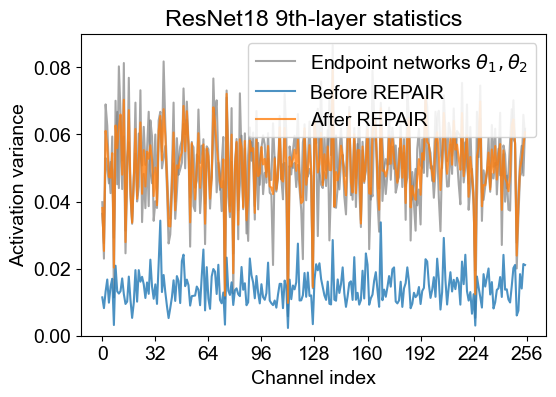 ResNet18 9th-layer statistics
Endpoint networks θ₁, θ₂
Before REPAIR
After REPAIR
Activation variance
0.08
0.06
0.04
0.02
0.00
0 32 64 96 128 160 192 224 256
Channel index